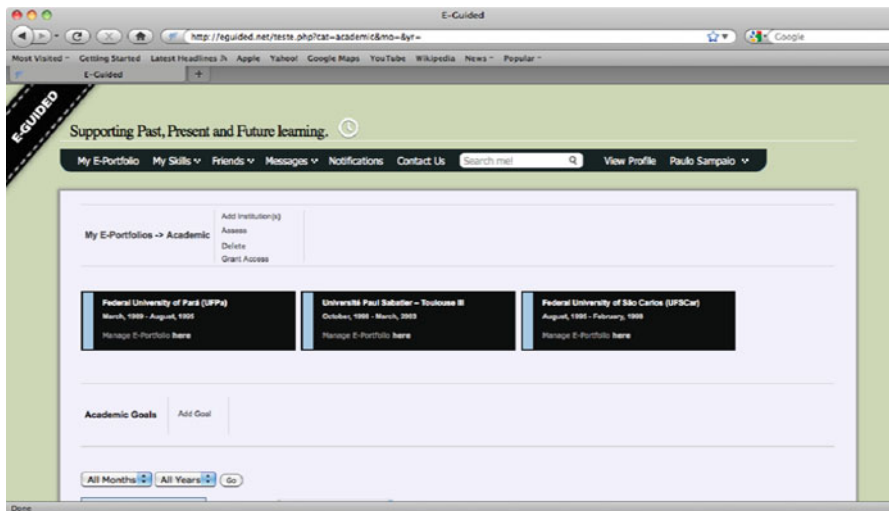 E-Guided
http://eguided.net/teste.php?cat=academic&mo=&yr=
Google
Most Visited Getting Started Latest Headlines Apple Yahoo! Google Maps YouTube Wikipedia News Popular
E-Guided
E-GUIDED
Supporting Past, Present and Future learning.
My E-Portfolio My Skills Friends Messages Notifications Contact Us Search me! View Profile Paulo Sampaio
Add Institution(s)
My E-Portfolios -> Academic Assess
Delete
Grant Access
Federal University of Pará (UFPa) Université Paul Sabatier – Toulouse III Federal University of São Carlos (UFSCar)
March, 1989 - August, 1995 October, 1998 - March, 2003 August, 1995 - February, 1998
Manage E-Portfolio here Manage E-Portfolio here Manage E-Portfolio here
Academic Goals Add Goal
All Months All Years Go
Done